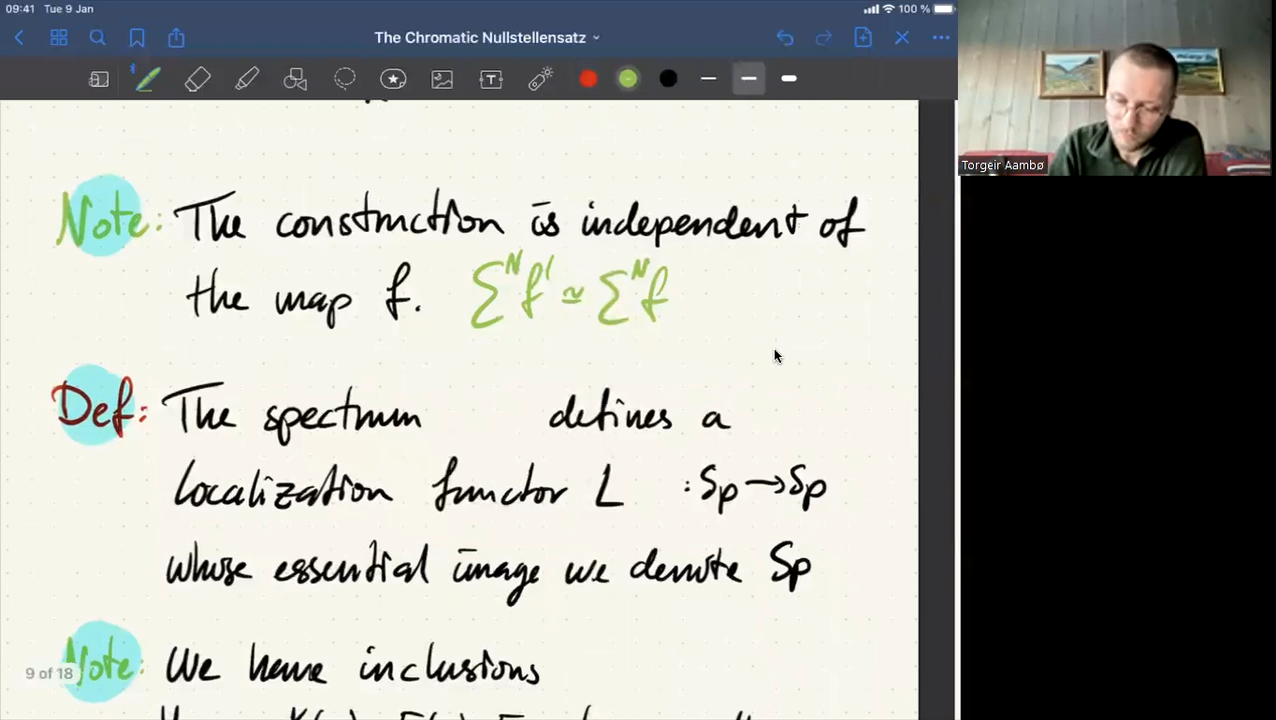 09:41 Tue 9 Jan
100 %
The Chromatic Nullstellensatz
Torgeir Aambø
Note: The construction is independent of
the map f. Σ^N f' ≃ Σ^N f
Def: The spectrum defines a
localization functor L : Sp → Sp
whose essential image we denote Sp
Note: We have inclusions
9 of 18